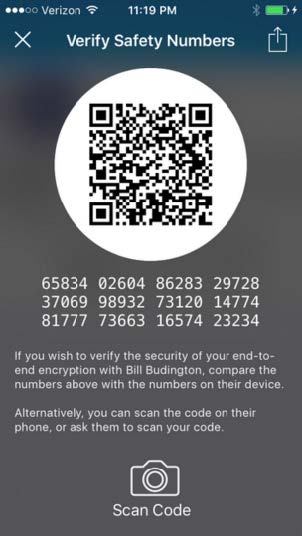 Verizon 11:19 PM
Verify Safety Numbers
65834 02604 86283 29728
37069 98932 73120 14774
81777 73663 16574 23234
If you wish to verify the security of your end-to-
end encryption with Bill Budington, compare the
numbers above with the numbers on their device.
Alternatively, you can scan the code on their
phone, or ask them to scan your code.
Scan Code